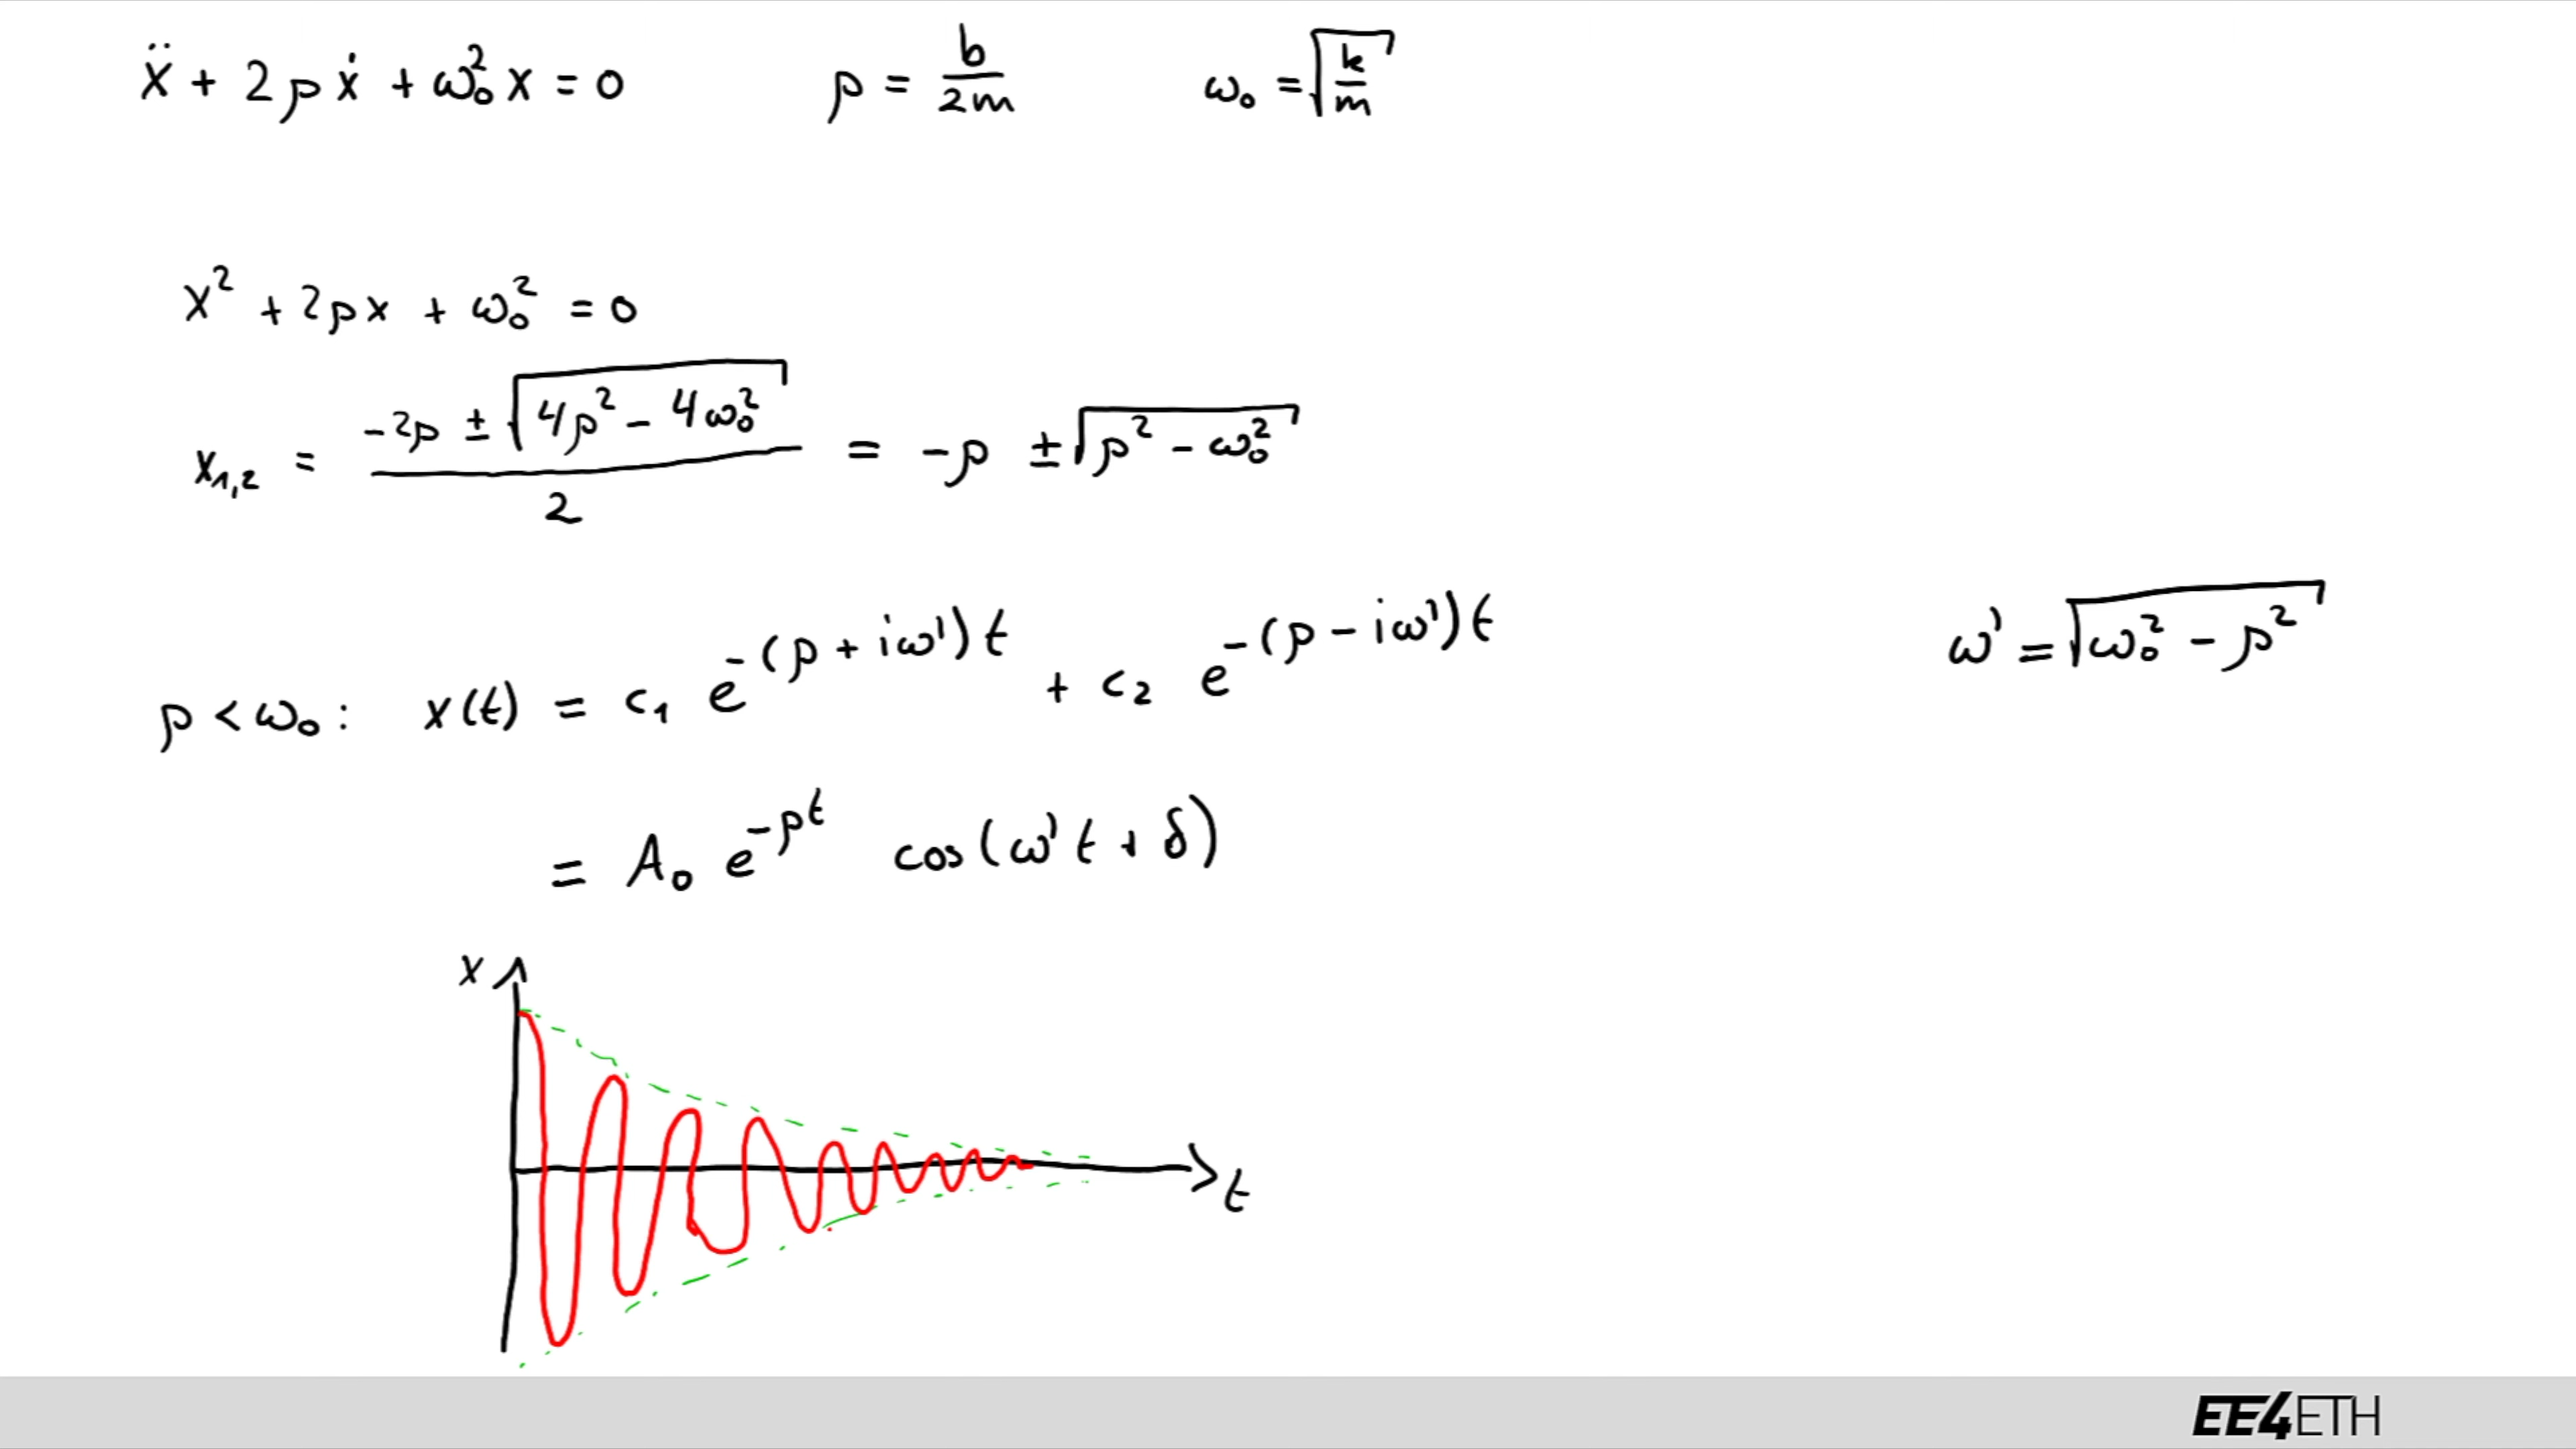 ẍ + 2ρẋ + ω₀²x = 0 ρ = b/2m ω₀ = √(k/m)
x² + 2ρx + ω₀² = 0
x₁,₂ = (-2ρ ± √(4ρ² - 4ω₀²))/2 = -ρ ± √(ρ² - ω₀²)
ω' = √(ω₀² - ρ²)
ρ < ω₀: x(t) = c₁ e^-(ρ + iω')t + c₂ e^-(ρ - iω')t
= A₀ e^-ρt cos(ω't + δ)
x
t
EE4ETH